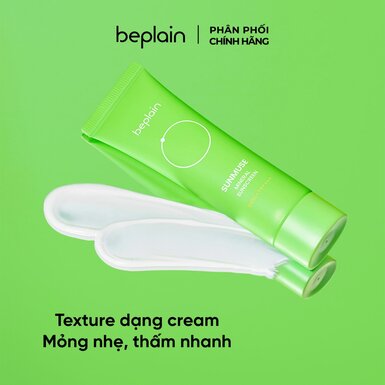 beplain
PHÂN PHỐI
CHÍNH HÃNG
beplain
SUNMUSE
MINERAL
SUNSCREEN
Texture dạng cream
Mỏng nhẹ, thấm nhanh